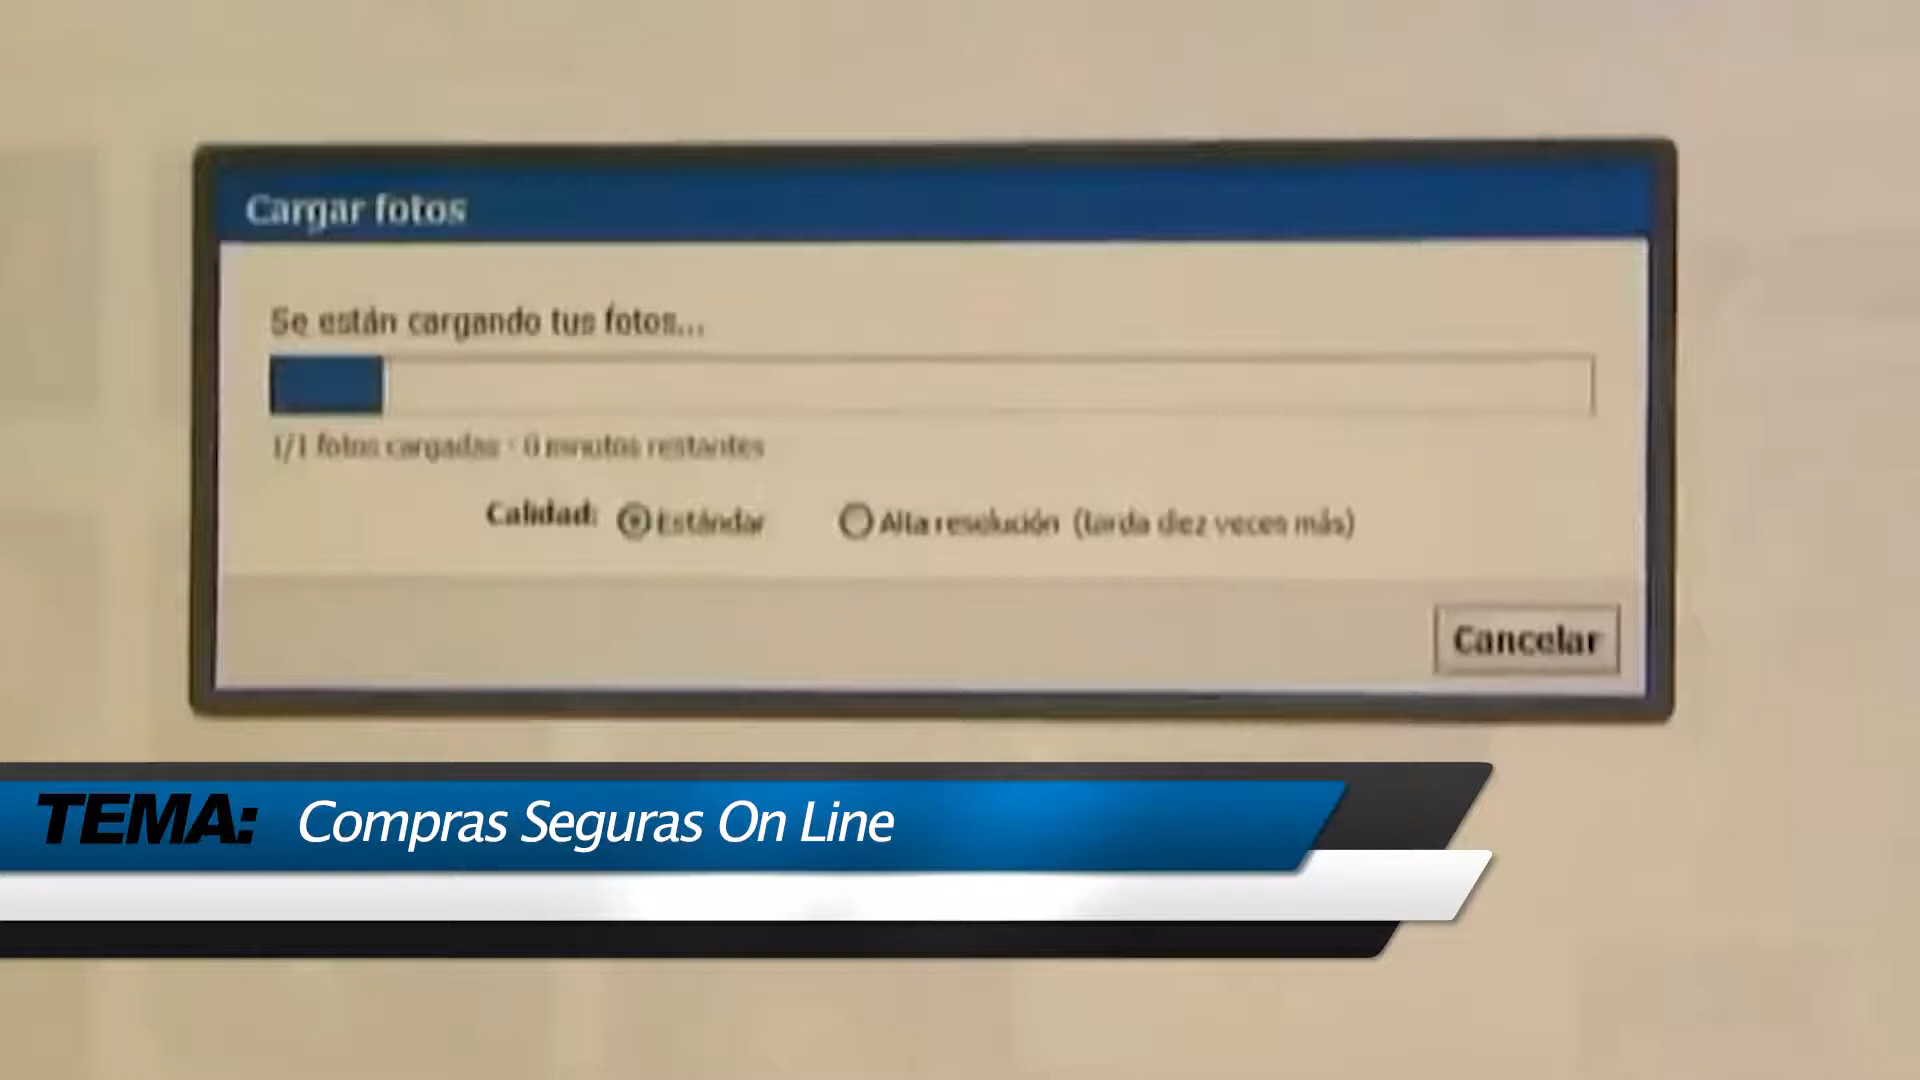 Cargar fotos
Se están cargando tus fotos...
1/1 fotos cargadas · 0 minutos restantes
Calidad: Estándar Alta resolución (tarda diez veces más)
Cancelar
TEMA: Compras Seguras On Line